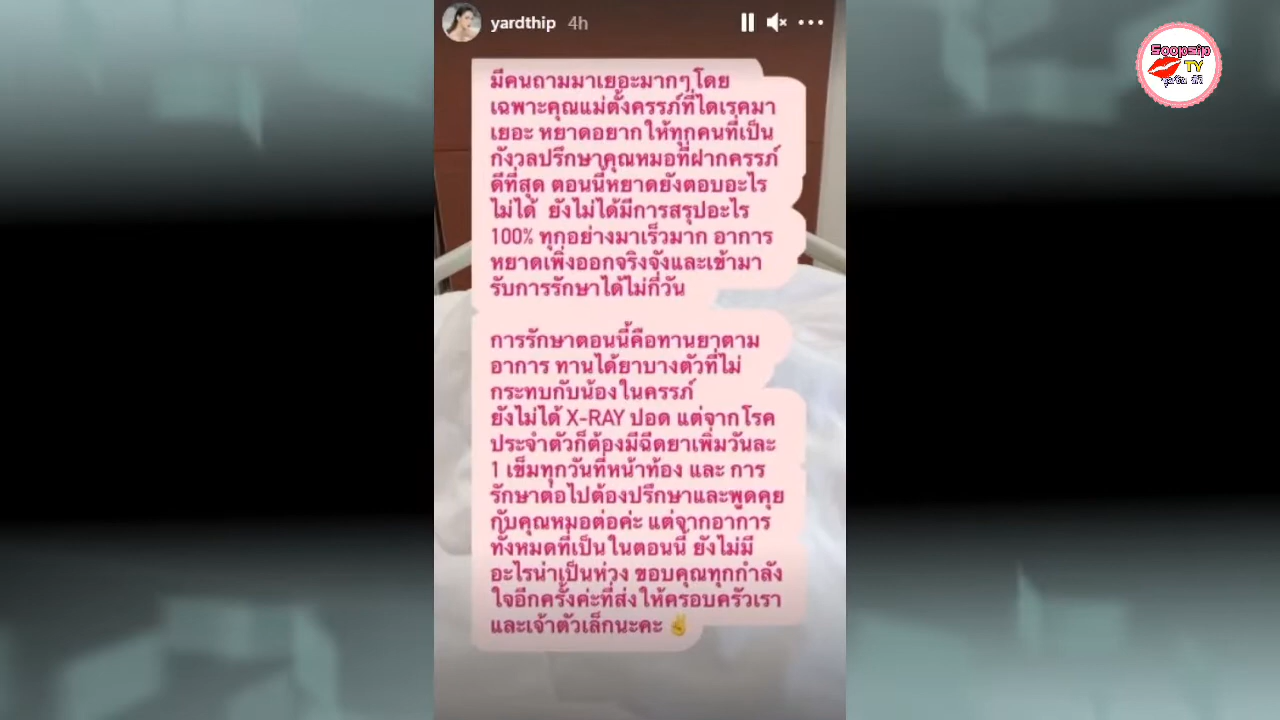 yardthip 4h
Soopsip
TV
ซุบซิบ ทีวี
มีคนถามมาเยอะมากๆ โดย
เฉพาะคุณแม่ตั้งครรภ์ที่ไดเรคมา
เยอะ หยาดอยากให้ทุกคนที่เป็น
กังวลปรึกษาคุณหมอที่ฝากครรภ์
ดีที่สุด ตอนนี้หยาดยังตอบอะไร
ไม่ได้ ยังไม่ได้มีการสรุปอะไร
100% ทุกอย่างมาเร็วมาก อาการ
หยาดเพิ่งออกจริงจังและเข้ามา
รับการรักษาได้ไม่กี่วัน
การรักษาตอนนี้คือทานยาตาม
อาการ ทานได้ยาบางตัวที่ไม่
กระทบกับน้องในครรภ์
ยังไม่ได้ X-RAY ปอด แต่จากโรค
ประจำตัวก็ต้องมีฉีดยาเพิ่มวันละ
1 เข็มทุกวันที่หน้าท้อง และ การ
รักษาต่อไปต้องปรึกษาและพูดคุย
กับคุณหมอต่อค่ะ แต่จากอาการ
ทั้งหมดที่เป็นในตอนนี้ ยังไม่มี
อะไรน่าเป็นห่วง ขอบคุณทุกกำลัง
ใจอีกครั้งค่ะที่ส่งให้ครอบครัวเรา
และเจ้าตัวเล็กนะคะ ✌️